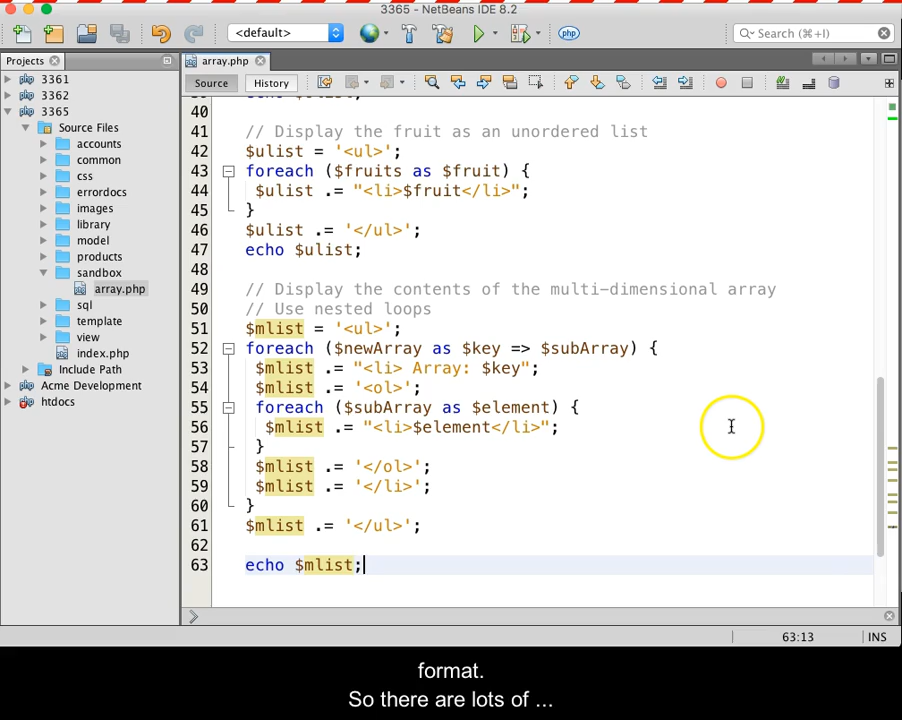 3365 - NetBeans IDE 8.2
<default>
php
Search (⌘+I)
Projects
array.php
Source
History
3361
3362
3365
Source Files
accounts
common
css
errordocs
images
library
model
products
sandbox
array.php
sql
template
view
index.php
Include Path
Acme Development
htdocs
40
41 // Display the fruit as an unordered list
42 $ulist = '<ul>';
43 foreach ($fruits as $fruit) {
44 $ulist .= "<li>$fruit</li>";
45 }
46 $ulist .= '</ul>';
47 echo $ulist;
48
49 // Display the contents of the multi-dimensional array
50 // Use nested loops
51 $mlist = '<ul>';
52 foreach ($newArray as $key => $subArray) {
53 $mlist .= "<li> Array: $key";
54 $mlist .= '<ol>';
55 foreach ($subArray as $element) {
56 $mlist .= "<li>$element</li>";
57 }
58 $mlist .= '</ol>';
59 $mlist .= '</li>';
60 }
61 $mlist .= '</ul>';
62
63 echo $mlist;
63:13
INS
format.
So there are lots of ...